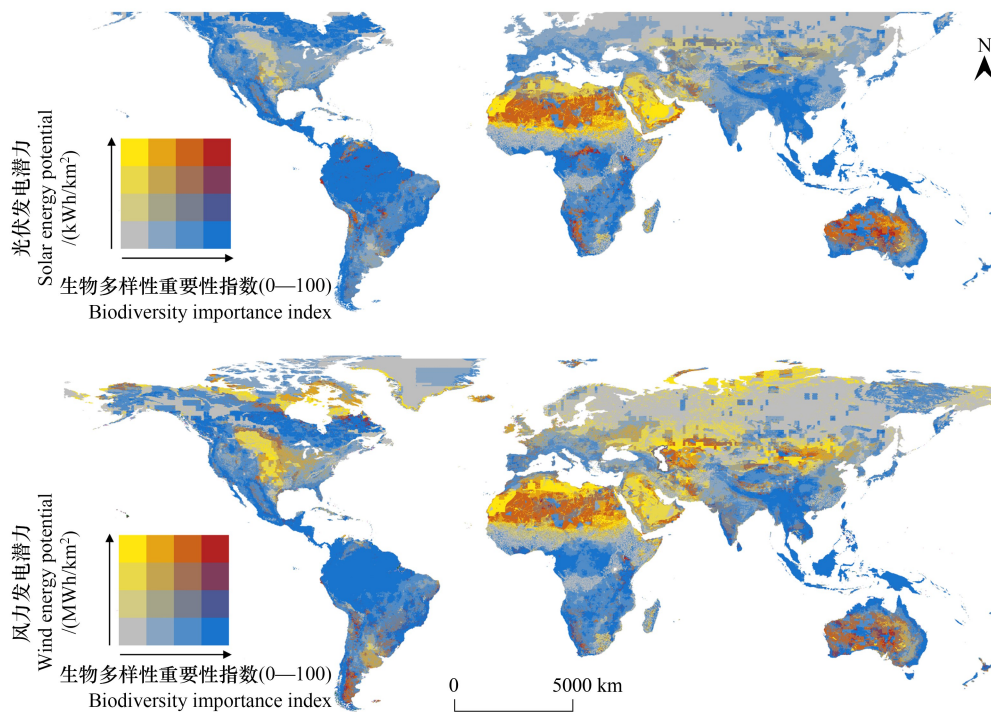 N
光伏发电潜力
Solar energy potential
/(kWh/km²)
生物多样性重要性指数(0—100)
Biodiversity importance index
风力发电潜力
Wind energy potential
/(MWh/km²)
生物多样性重要性指数(0—100)
Biodiversity importance index
0 5000 km